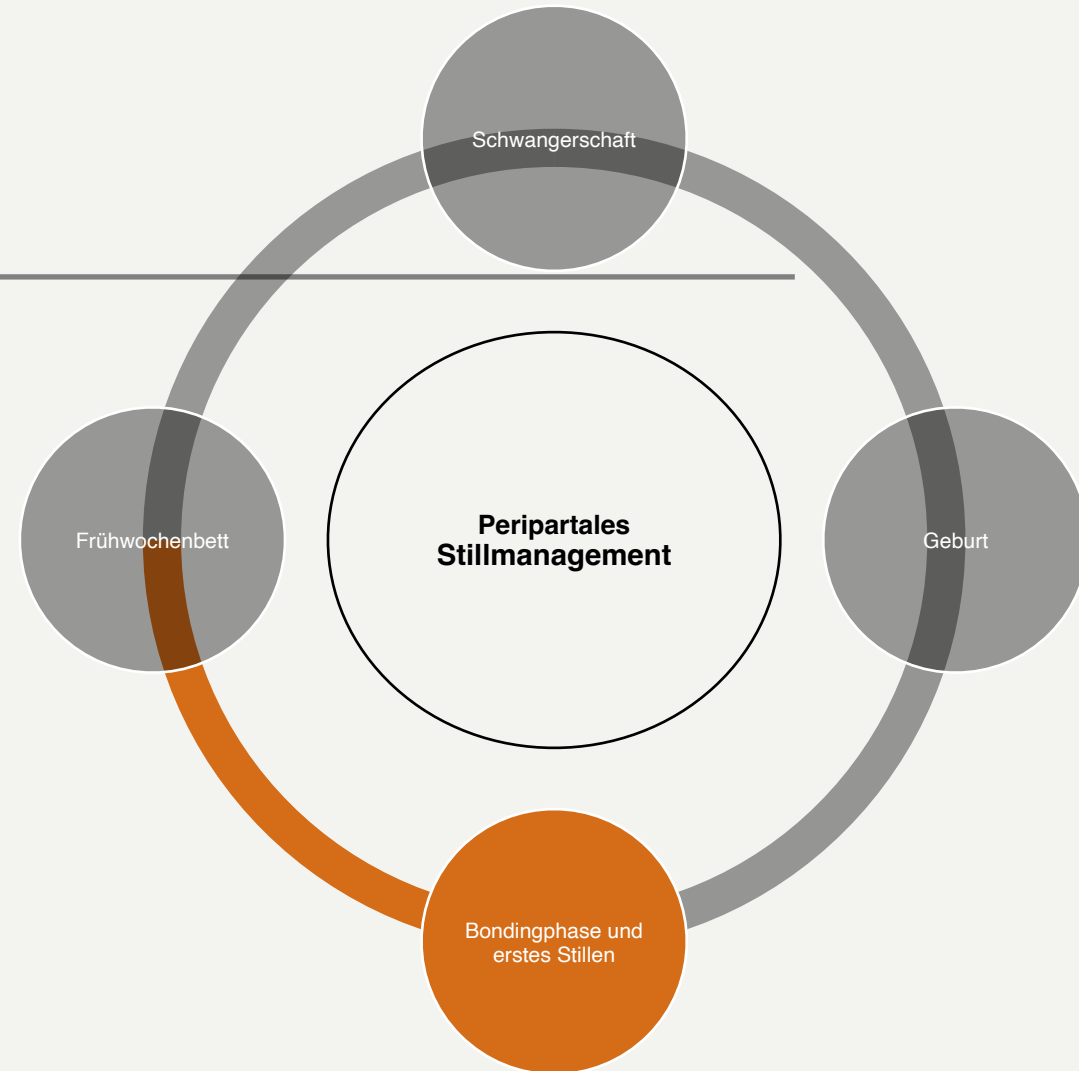 Schwangerschaft
Frühwochenbett
Peripartales
Stillmanagement
Geburt
Bondingphase und
erstes Stillen